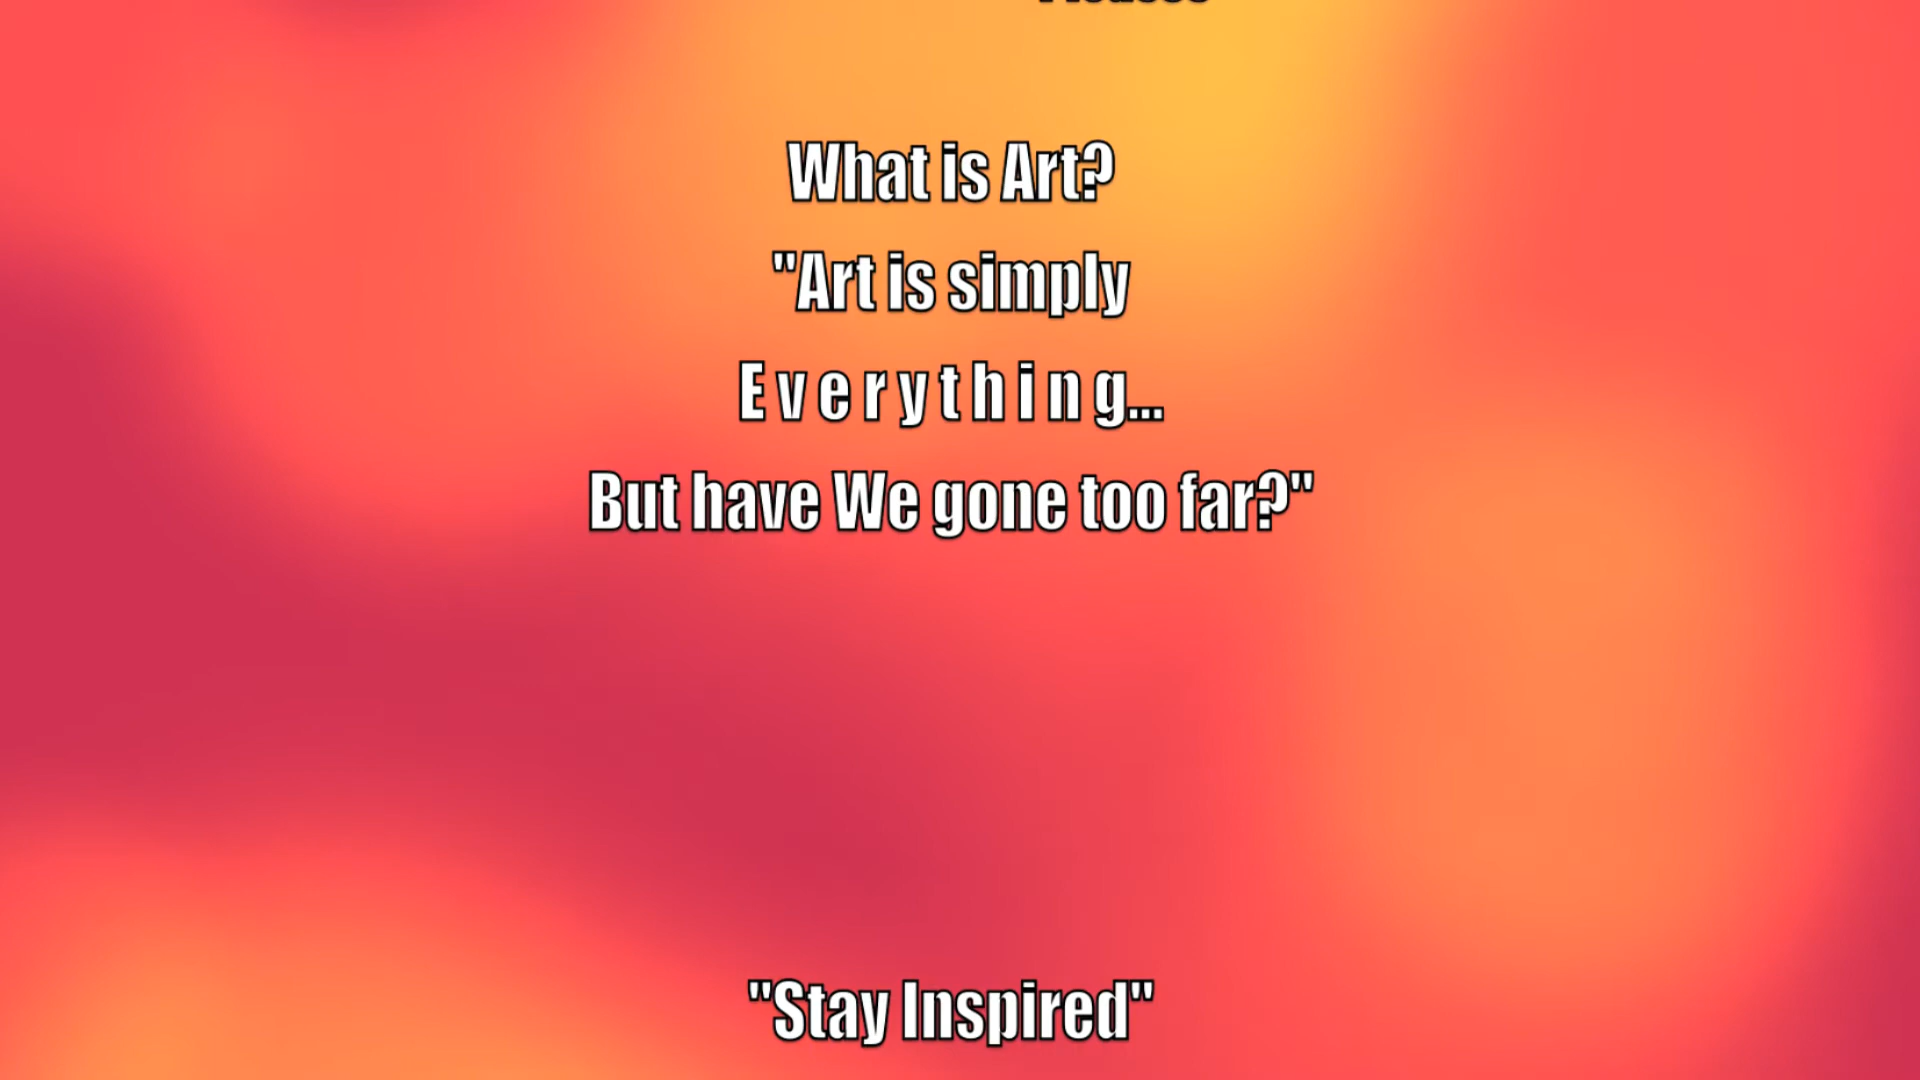 What is Art?
"Art is simply
E v e r y t h i n g...
But have We gone too far?"
"Stay Inspired"